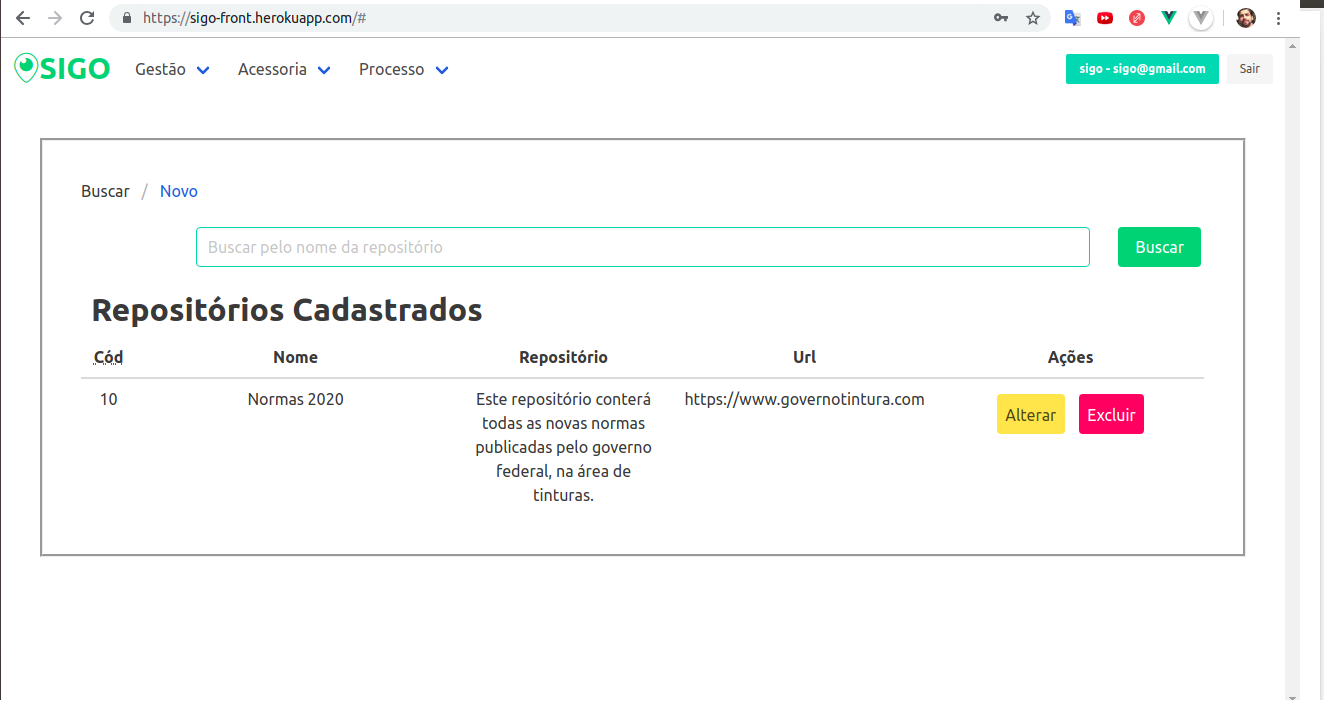 https://sigo-front.herokuapp.com/#
SIGO Gestão Acessoria Processo sigo - sigo@gmail.com Sair
Buscar / Novo
Buscar pelo nome da repositório Buscar
Repositórios Cadastrados
Cód Nome Repositório Url Ações
10 Normas 2020 Este repositório conterá https://www.governotintura.com
todas as novas normas Alterar Excluir
publicadas pelo governo
federal, na área de
tinturas.